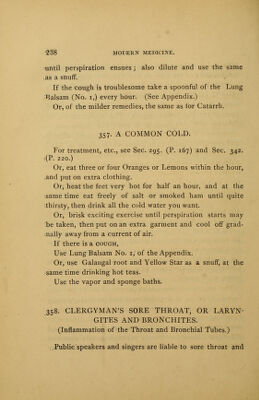 238 MODERN MEDICINE.
until perspiration ensues; also dilute and use the same
as a snuff.
If the cough is troublesome take a spoonful of the Lung
Balsam (No. 1,) every hour. (See Appendix.)
Or, of the milder remedies, the same as for Catarrh.
357. A COMMON COLD.
For treatment, etc., see Sec. 295. (P. 167) and Sec. 342.
(P. 220.)
Or, eat three or four Oranges or Lemons within the hour,
and put on extra clothing.
Or, heat the feet very hot for half an hour, and at the
same time eat freely of salt or smoked ham until quite
thirsty, then drink all the cold water you want.
Or, brisk exciting exercise until perspiration starts may
be taken, then put on an extra garment and cool off grad-
ually away from a current of air.
If there is a COUGH,
Use Lung Balsam No. 1, of the Appendix.
Or, use Galangal root and Yellow Star as a snuff, at the
same time drinking hot teas.
Use the vapor and sponge baths.
358. CLERGYMAN'S SORE THROAT, OR LARYN-
GITES AND BRONCHITES.
(Inflammation of the Throat and Bronchial Tubes.)
Public speakers and singers are liable to sore throat and